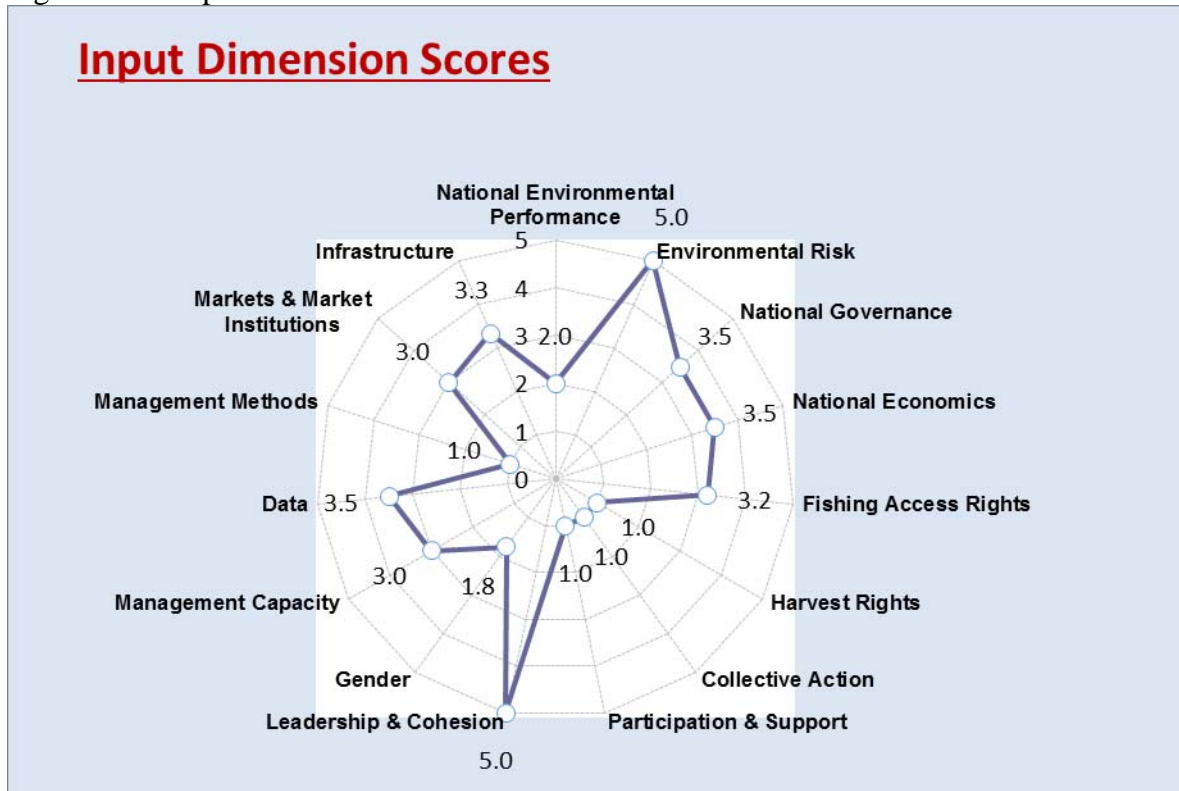 Input Dimension Scores
National Environmental
Performance
5.0
5
Infrastructure
Environmental Risk
4
3.3
Markets & Market
Institutions
National Governance
3.5
3.0
3
2.0
2
Management Methods
National Economics
3.5
1
1.0
0
Data
3.5
3.2
Fishing Access Rights
1.0
1.0
1.0
3.0
1.8
Management Capacity
Harvest Rights
Gender
Collective Action
Leadership & Cohesion
Participation & Support
5.0